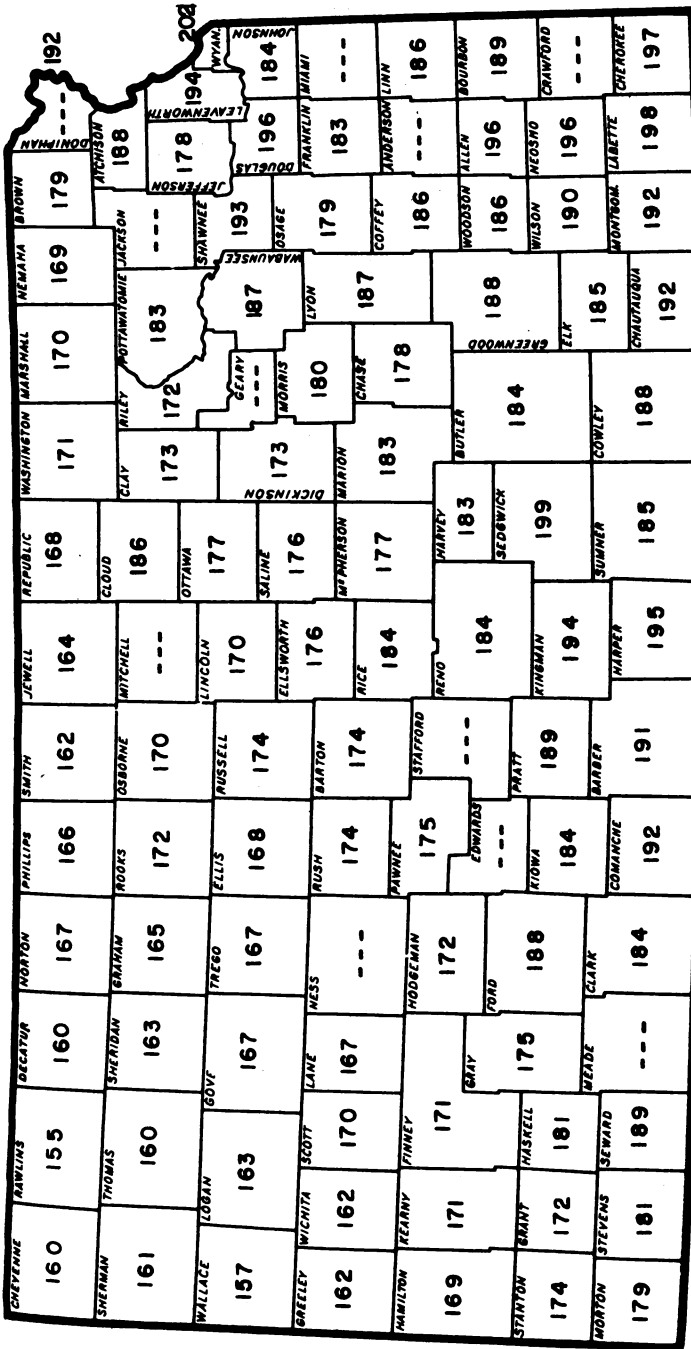 CHEYENNE
160
RAWLINS
155
DECATUR
160
NORTON
167
PHILLIPS
166
SMITH
162
JEWELL
164
REPUBLIC
168
WASHINGTON
171
MARSHALL
170
NEMAHA
169
BROWN
179
DONIPHAN
---
192
SHERMAN
161
THOMAS
160
SHERIDAN
163
GRAHAM
165
ROOKS
172
OSBORNE
170
MITCHELL
---
CLOUD
186
CLAY
173
RILEY
172
POTTAWATOMIE
183
JACKSON
---
ATCHISON
188
JEFFERSON
178
LEAVENWORTH
194
WYAN.
202
WALLACE
157
LOGAN
163
GOVE
167
TREGO
167
ELLIS
168
RUSSELL
174
LINCOLN
170
OTTAWA
177
SALINE
176
DICKINSON
173
GEARY
---
WABAUNSEE
187
SHAWNEE
193
DOUGLAS
196
JOHNSON
184
GREELEY
162
WICHITA
162
SCOTT
170
LANE
167
NESS
---
RUSH
174
BARTON
174
ELLSWORTH
176
RICE
184
McPHERSON
177
MARION
183
MORRIS
180
CHASE
178
LYON
187
OSAGE
179
FRANKLIN
183
MIAMI
---
HAMILTON
169
KEARNY
171
FINNEY
171
HODGEMAN
172
PAWNEE
175
STAFFORD
---
RENO
184
HARVEY
183
BUTLER
184
GREENWOOD
188
COFFEY
186
ANDERSON
---
LINN
186
GRAY
175
FORD
188
EDWARDS
---
PRATT
189
KINGMAN
194
SEDGWICK
199
WOODSON
186
ALLEN
196
BOURBON
189
STANTON
174
GRANT
172
HASKELL
181
KIOWA
184
ELK
185
WILSON
190
NEOSHO
196
CRAWFORD
---
MORTON
179
STEVENS
181
SEWARD
189
MEADE
---
CLARK
184
COMANCHE
192
BARBER
191
HARPER
195
SUMNER
185
COWLEY
188
CHAUTAUQUA
192
MONTGOM.
192
LABETTE
198
CHEROKEE
197